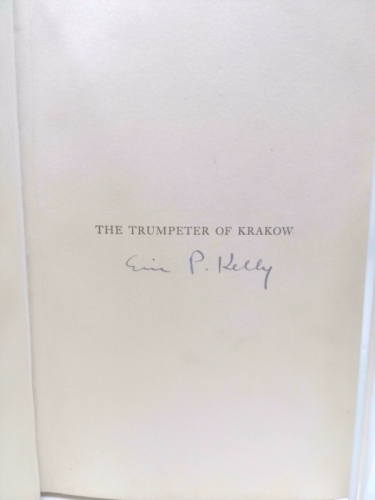 THE TRUMPETER OF KRAKOW
Eric P. Kelly